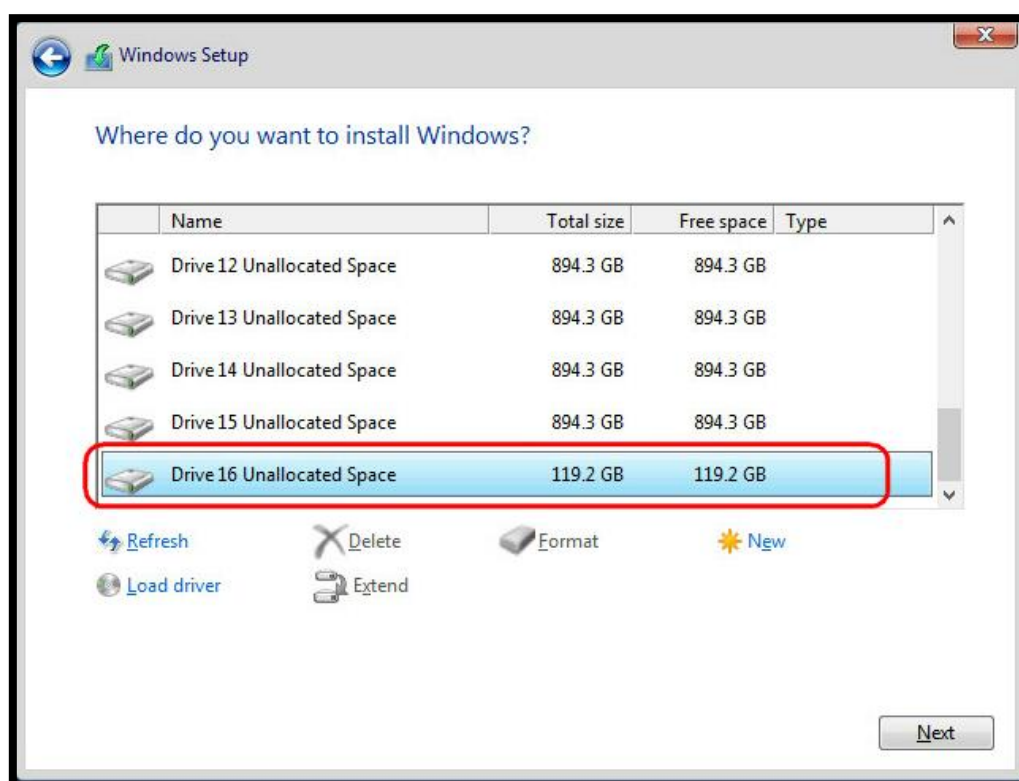 Windows Setup
Where do you want to install Windows?
Name Total size Free space Type
Drive 12 Unallocated Space 894.3 GB 894.3 GB
Drive 13 Unallocated Space 894.3 GB 894.3 GB
Drive 14 Unallocated Space 894.3 GB 894.3 GB
Drive 15 Unallocated Space 894.3 GB 894.3 GB
Drive 16 Unallocated Space 119.2 GB 119.2 GB
Refresh Delete Format New
Load driver Extend
Next